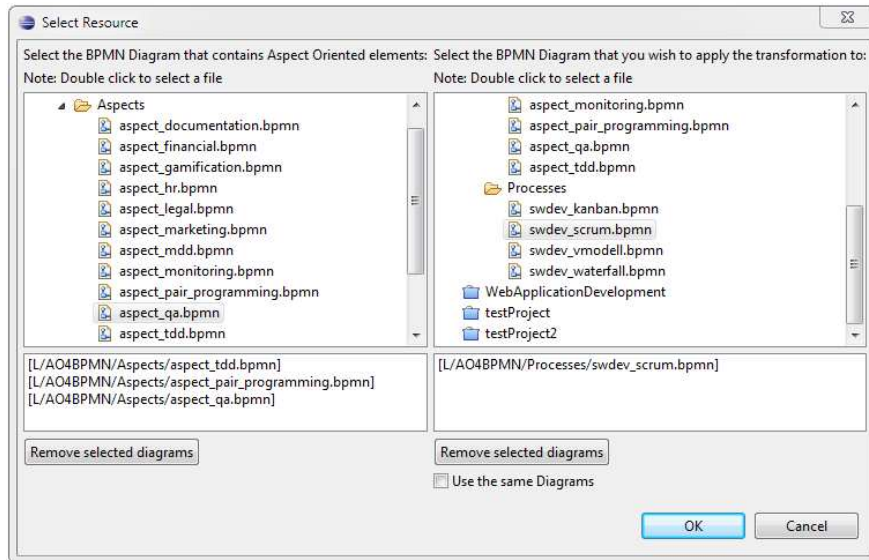 Select Resource
Select the BPMN Diagram that contains Aspect Oriented elements:
Note: Double click to select a file
Aspects
aspect_documentation.bpmn
aspect_financial.bpmn
aspect_gamification.bpmn
aspect_hr.bpmn
aspect_legal.bpmn
aspect_marketing.bpmn
aspect_mdd.bpmn
aspect_monitoring.bpmn
aspect_pair_programming.bpmn
aspect_qa.bpmn
aspect_tdd.bpmn
[L/AO4BPMN/Aspects/aspect_tdd.bpmn]
[L/AO4BPMN/Aspects/aspect_pair_programming.bpmn]
[L/AO4BPMN/Aspects/aspect_qa.bpmn]
Remove selected diagrams
Select the BPMN Diagram that you wish to apply the transformation to:
Note: Double click to select a file
aspect_monitoring.bpmn
aspect_pair_programming.bpmn
aspect_qa.bpmn
aspect_tdd.bpmn
Processes
swdev_kanban.bpmn
swdev_scrum.bpmn
swdev_vmodell.bpmn
swdev_waterfall.bpmn
WebApplicationDevelopment
testProject
testProject2
[L/AO4BPMN/Processes/swdev_scrum.bpmn]
Remove selected diagrams
Use the same Diagrams
OK
Cancel